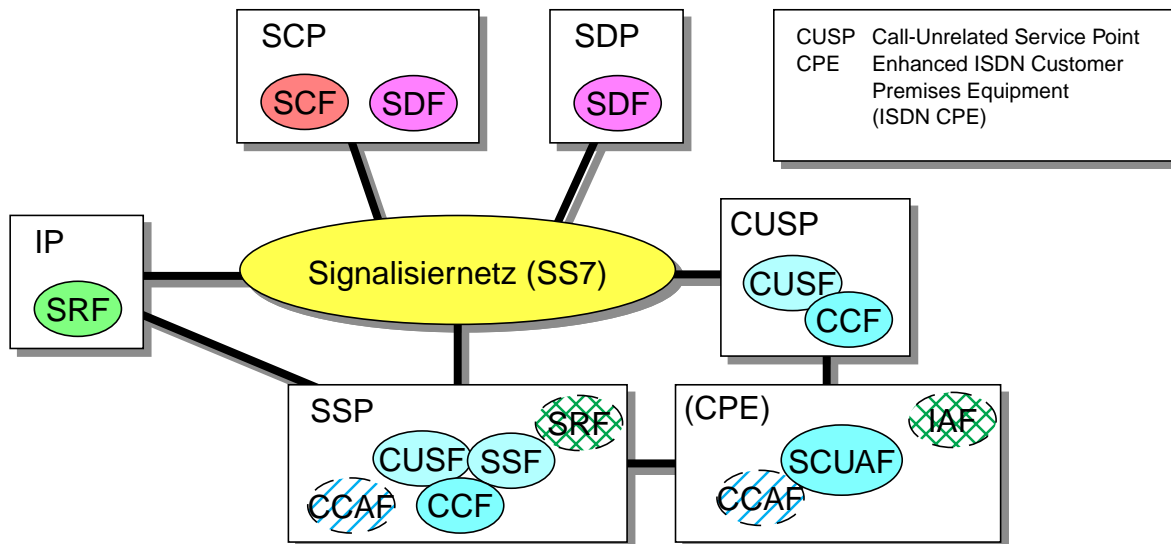 SCP
SCF
SDF
SDP
SDF
CUSP Call-Unrelated Service Point
CPE Enhanced ISDN Customer
Premises Equipment
(ISDN CPE)
IP
SRF
Signalisiernetz (SS7)
CUSP
CUSF
CCF
SSP
SRF
CUSF
SSF
CCAF
CCF
(CPE)
IAF
SCUAF
CCAF